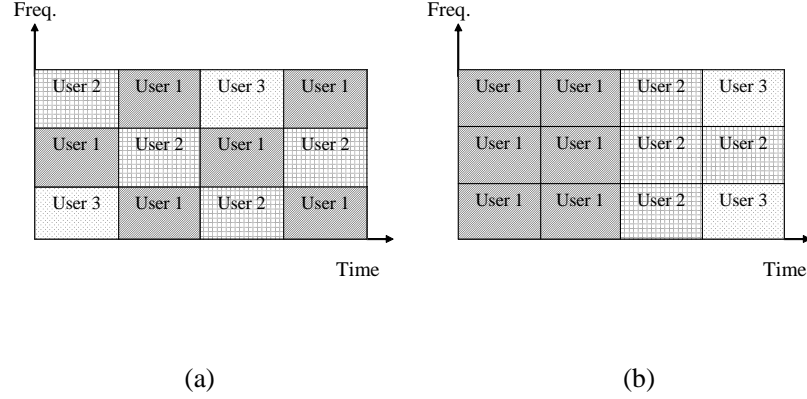 Freq.
User 2 User 1 User 3 User 1
User 1 User 2 User 1 User 2
User 3 User 1 User 2 User 1
Time
(a)
Freq.
User 1 User 1 User 2 User 3
User 1 User 1 User 2 User 2
User 1 User 1 User 2 User 3
Time
(b)